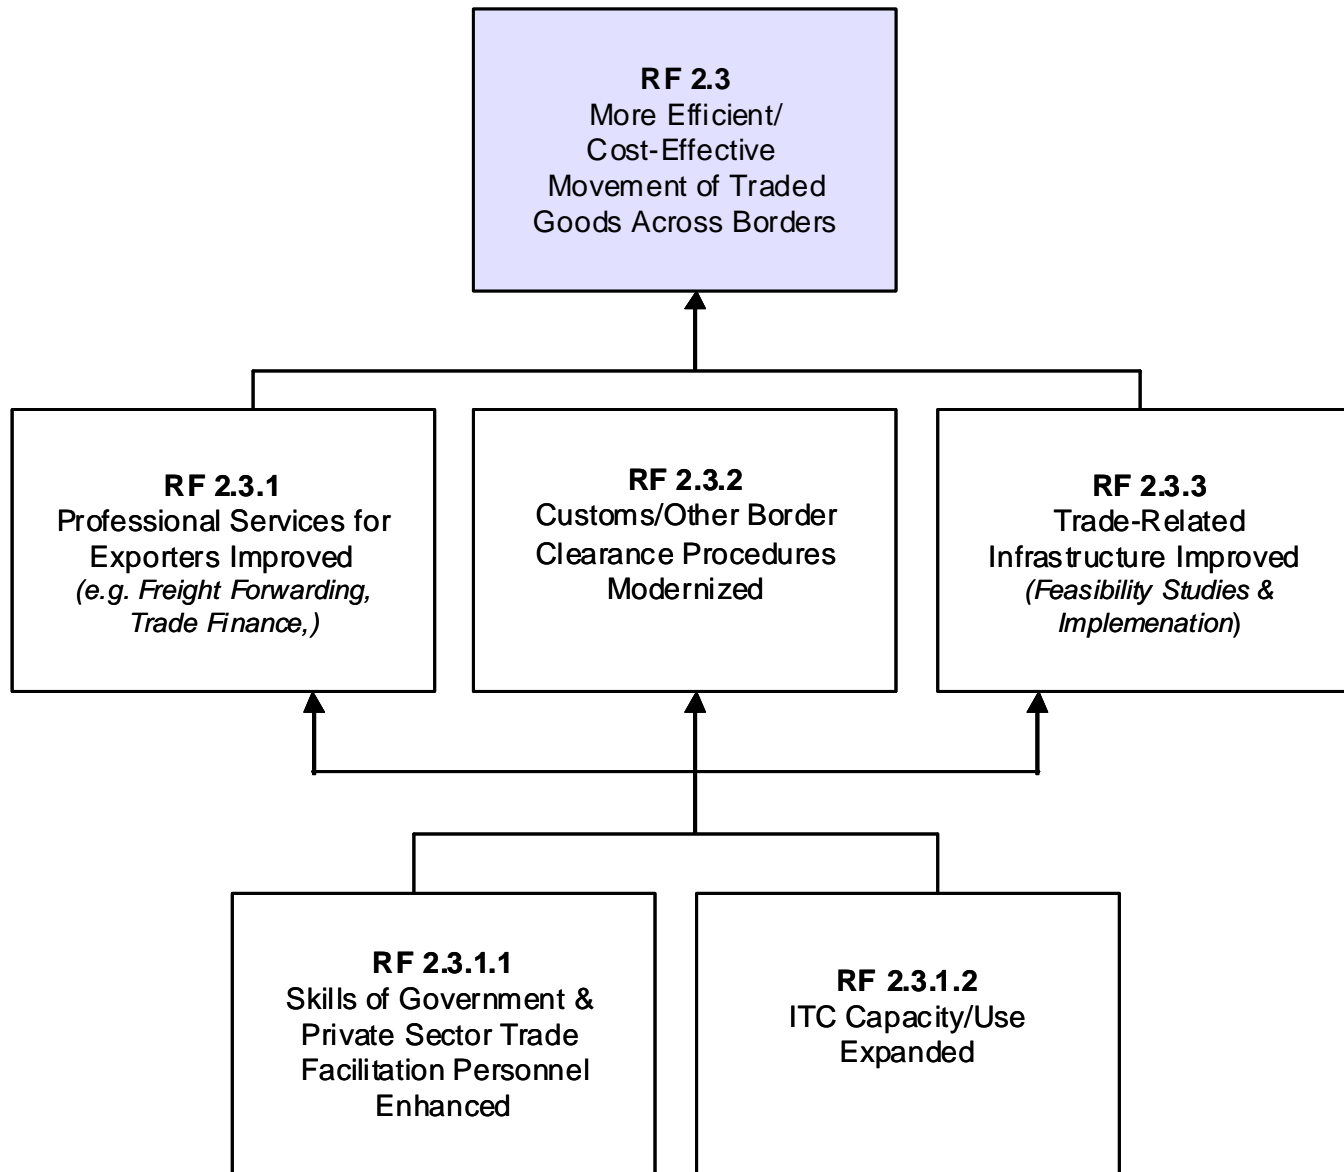 RF 2.3
More Efficient/
Cost-Effective
Movement of Traded
Goods Across Borders
RF 2.3.1
Professional Services for
Exporters Improved
(e.g. Freight Forwarding,
Trade Finance,)
RF 2.3.2
Customs/Other Border
Clearance Procedures
Modernized
RF 2.3.3
Trade-Related
Infrastructure Improved
(Feasibility Studies &
Implemenation)
RF 2.3.1.1
Skills of Government &
Private Sector Trade
Facilitation Personnel
Enhanced
RF 2.3.1.2
ITC Capacity/Use
Expanded